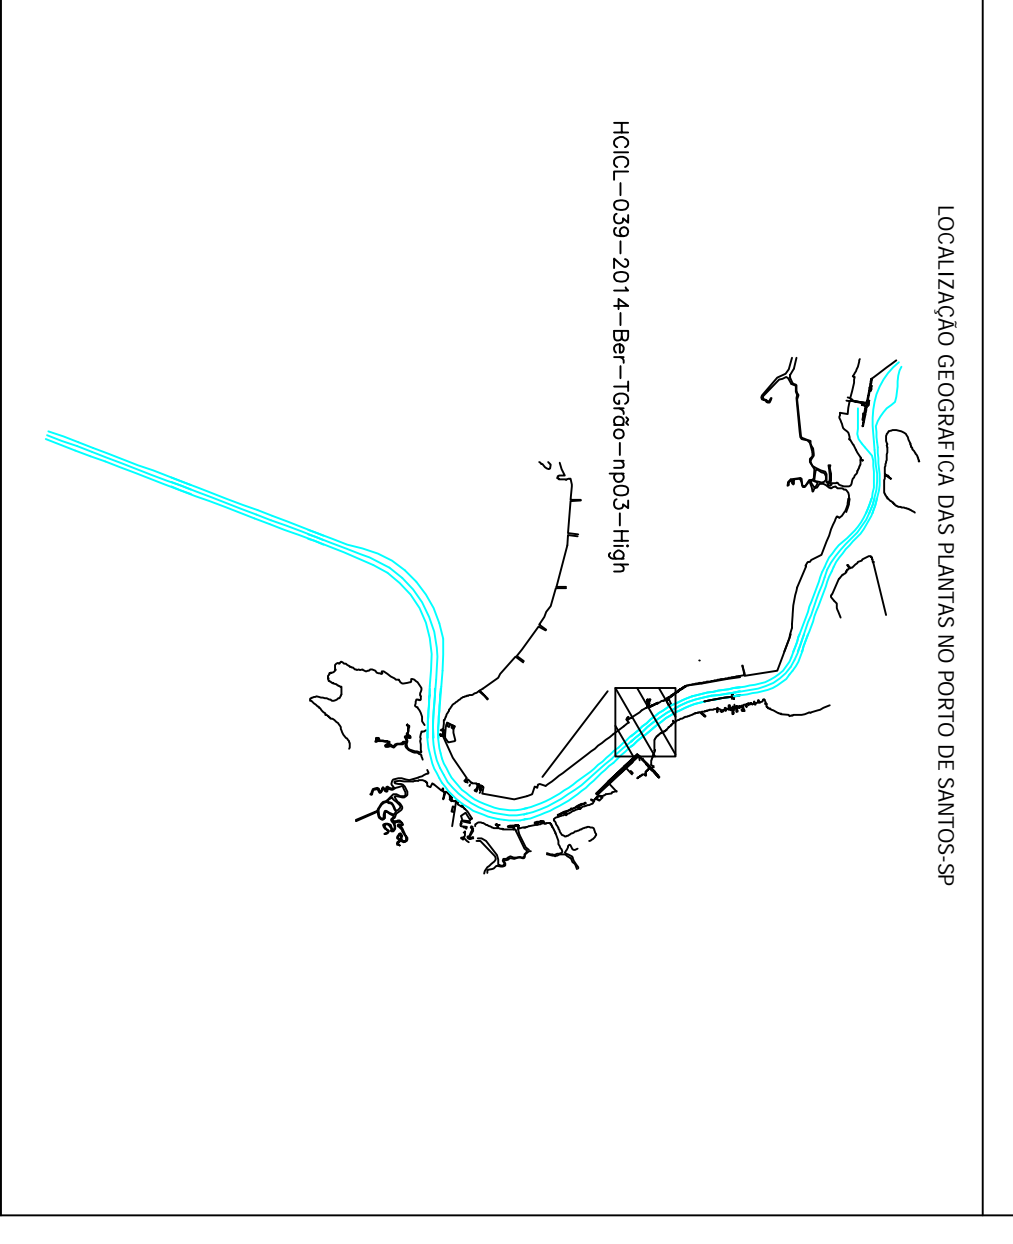 LOCALIZAÇÃO GEOGRAFICA DAS PLANTAS NO PORTO DE SANTOS-SP
HCICL-039-2014-Ber-TGrão-np03-High